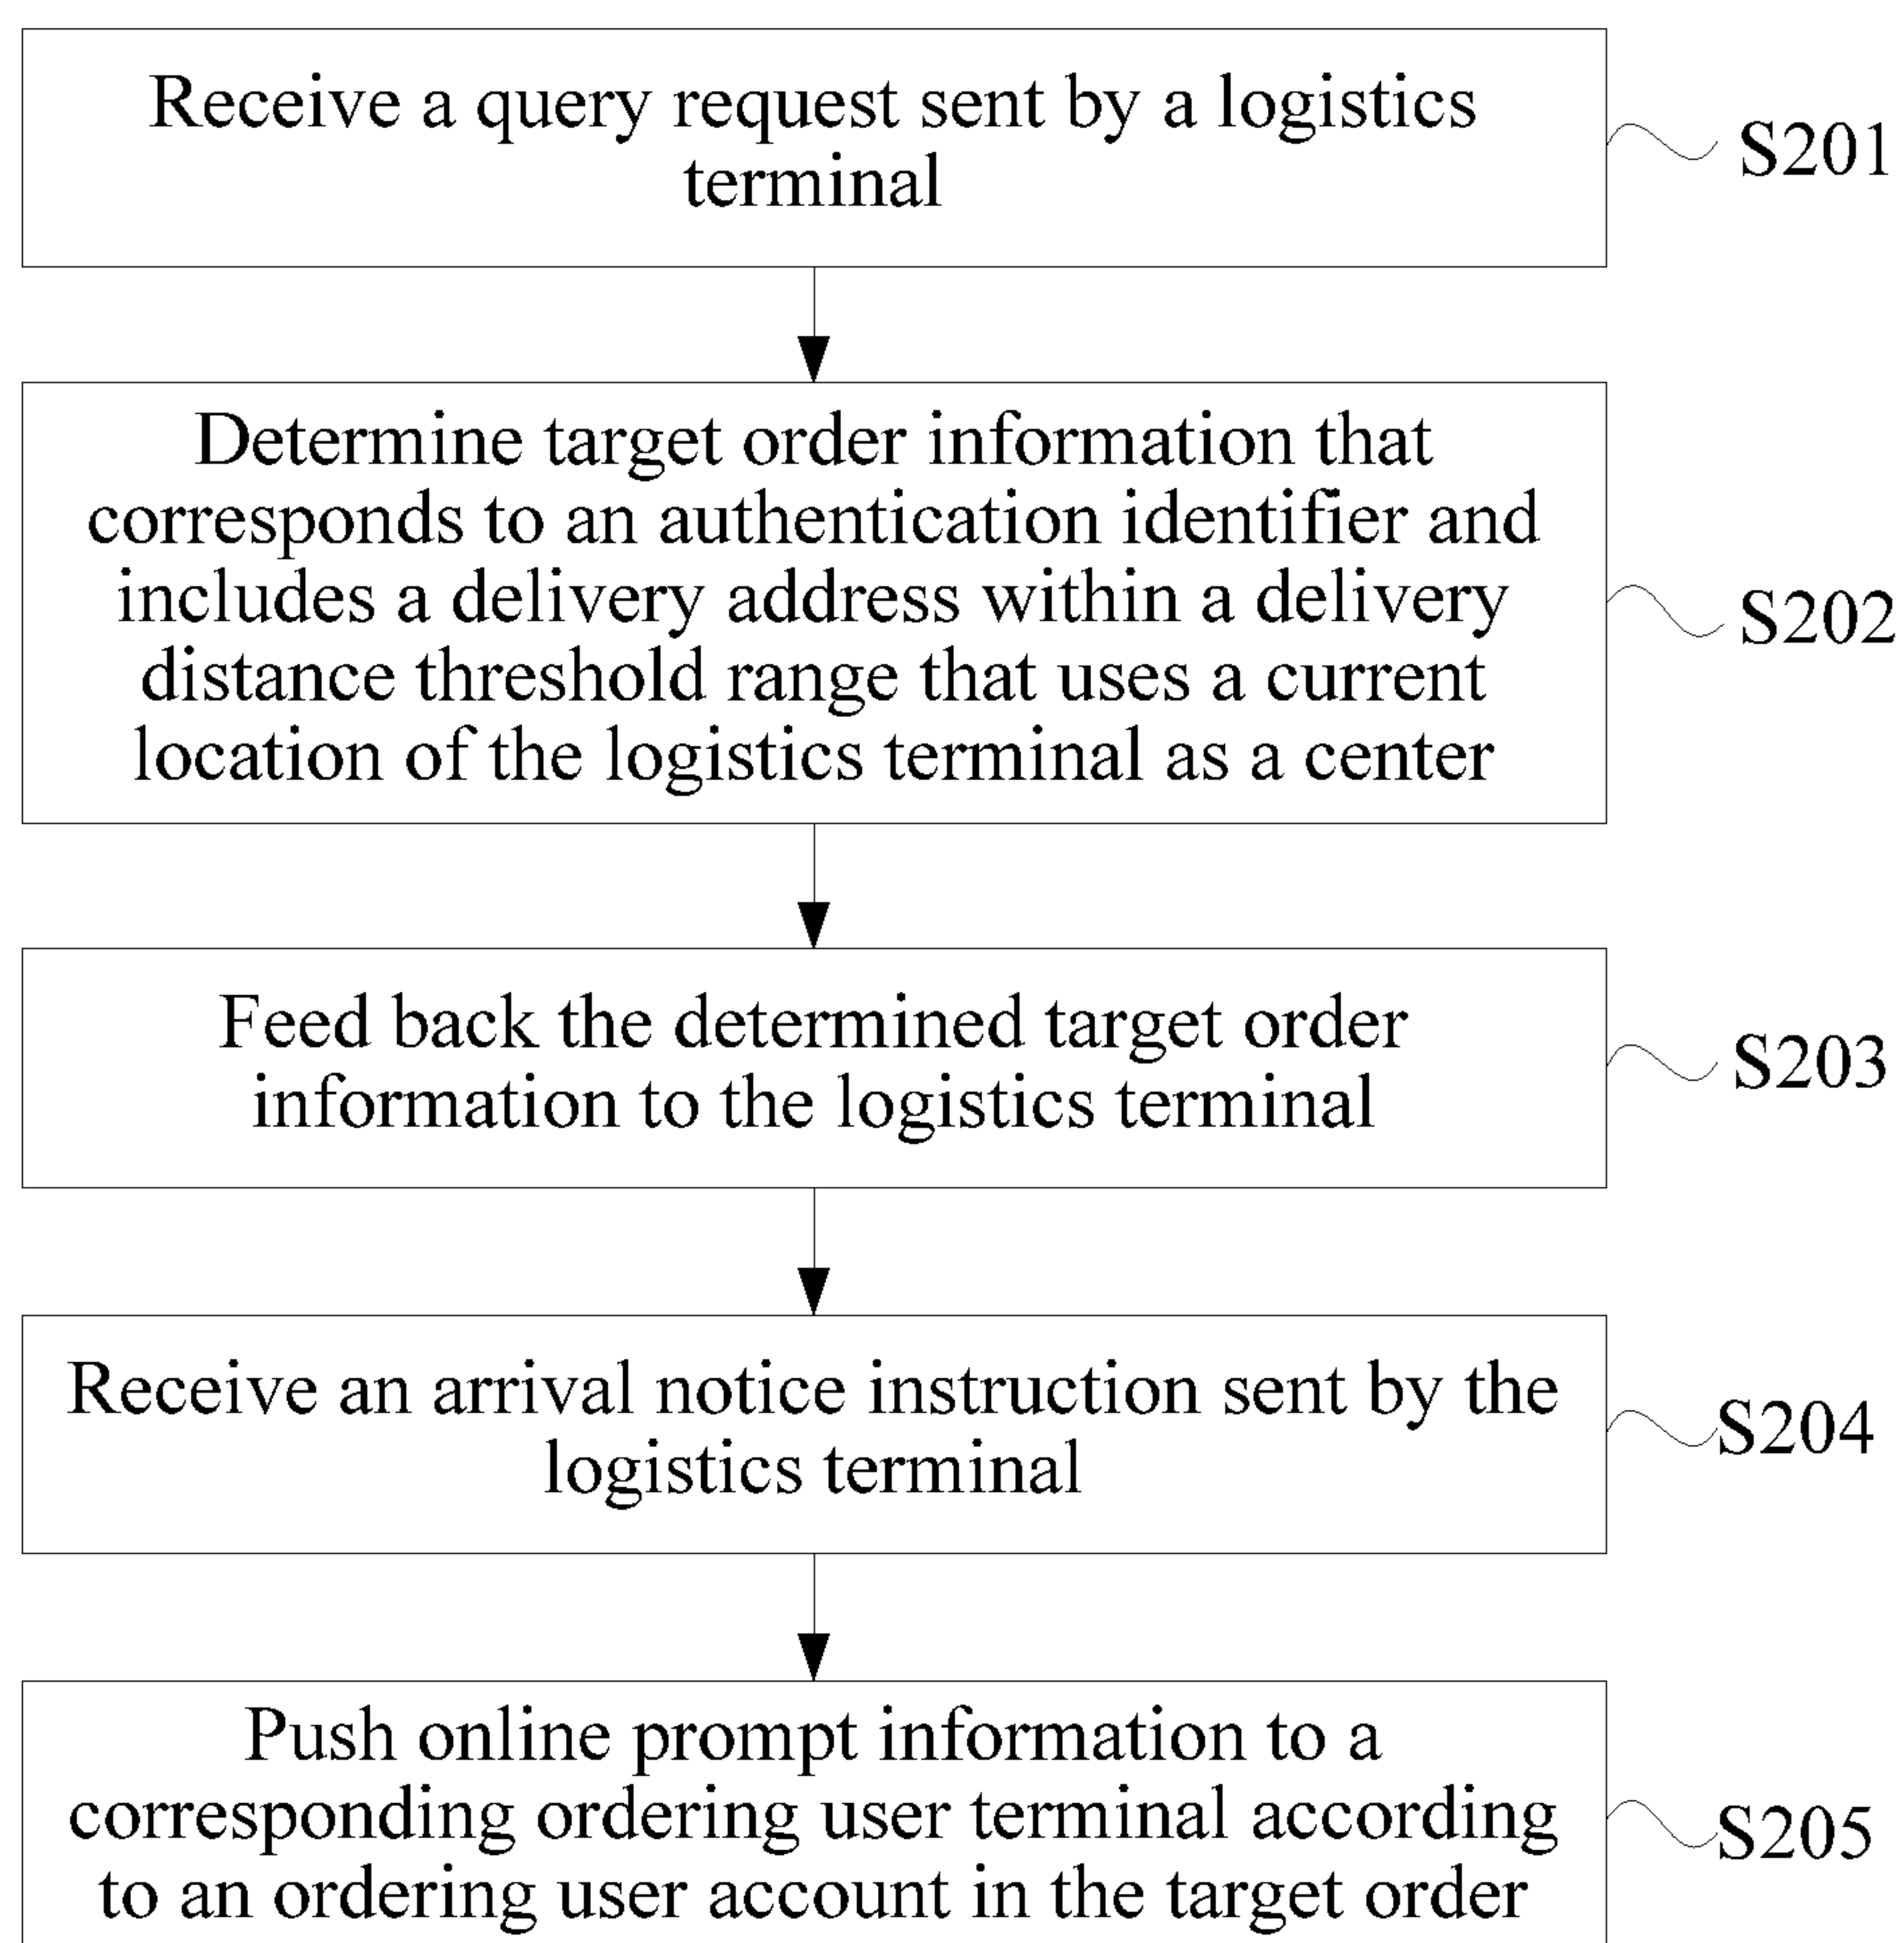 Receive a query request sent by a logistics
terminal
S201
Determine target order information that
corresponds to an authentication identifier and
includes a delivery address within a delivery
distance threshold range that uses a current
location of the logistics terminal as a center
S202
Feed back the determined target order
information to the logistics terminal
S203
Receive an arrival notice instruction sent by the
logistics terminal
S204
Push online prompt information to a
corresponding ordering user terminal according
to an ordering user account in the target order
S205